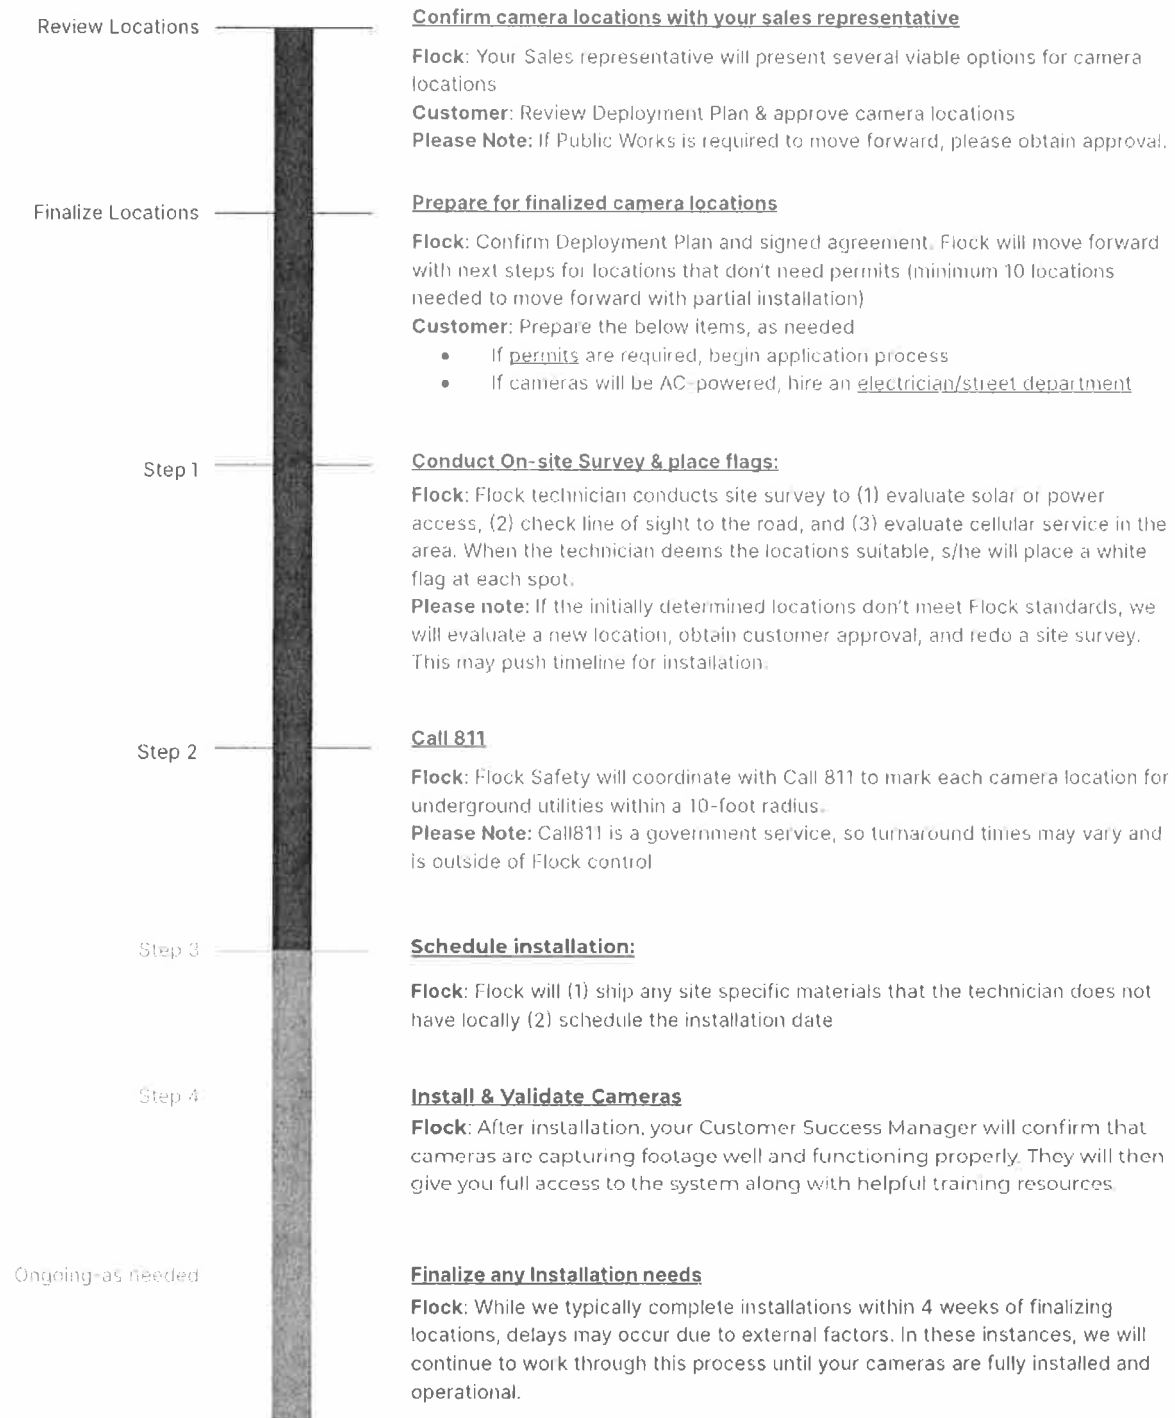 Review Locations
Confirm camera locations with your sales representative
Flock: Your Sales representative will present several viable options for camera
locations
Customer: Review Deployment Plan & approve camera locations
Please Note: If Public Works is required to move forward, please obtain approval.
Finalize Locations
Prepare for finalized camera locations
Flock: Confirm Deployment Plan and signed agreement. Flock will move forward
with next steps for locations that don't need permits (minimum 10 locations
needed to move forward with partial installation)
Customer: Prepare the below items, as needed
• If permits are required, begin application process
• If cameras will be AC-powered, hire an electrician/street department
Step 1
Conduct On-site Survey & place flags:
Flock: Flock technician conducts site survey to (1) evaluate solar or power
access, (2) check line of sight to the road, and (3) evaluate cellular service in the
area. When the technician deems the locations suitable, s/he will place a white
flag at each spot.
Please note: If the initially determined locations don't meet Flock standards, we
will evaluate a new location, obtain customer approval, and redo a site survey.
This may push timeline for installation.
Step 2
Call 811
Flock: Flock Safety will coordinate with Call 811 to mark each camera location for
underground utilities within a 10-foot radius.
Please Note: Call811 is a government service, so turnaround times may vary and
is outside of Flock control
Step 3
Schedule installation:
Flock: Flock will (1) ship any site specific materials that the technician does not
have locally (2) schedule the installation date
Step 4
Install & Validate Cameras
Flock: After installation, your Customer Success Manager will confirm that
cameras are capturing footage well and functioning properly. They will then
give you full access to the system along with helpful training resources.
Ongoing-as needed
Finalize any Installation needs
Flock: While we typically complete installations within 4 weeks of finalizing
locations, delays may occur due to external factors. In these instances, we will
continue to work through this process until your cameras are fully installed and
operational.